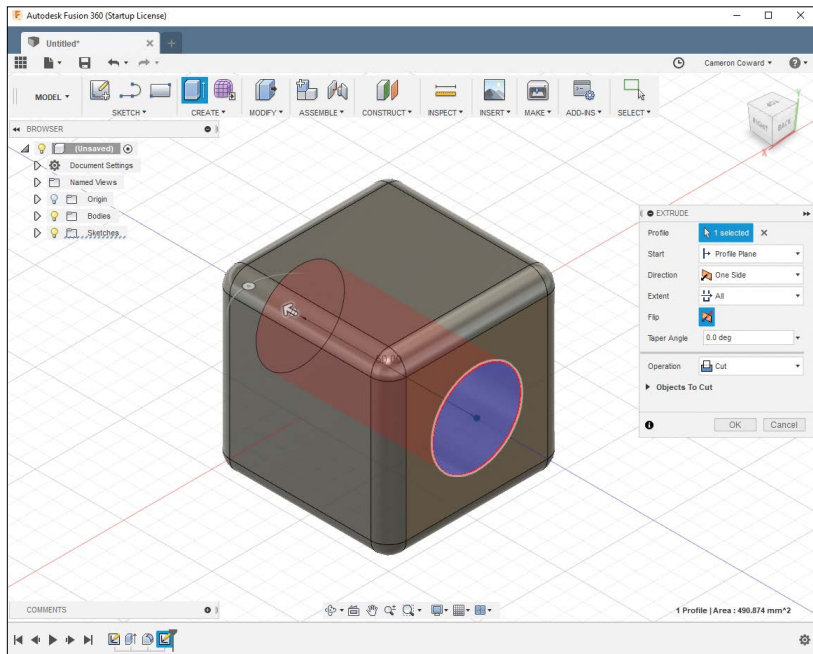 Autodesk Fusion 360 (Startup License)
Untitled*
Cameron Coward
MODEL
SKETCH
CREATE
MODIFY
ASSEMBLE
CONSTRUCT
INSPECT
INSERT
MAKE
ADD-INS
SELECT
BROWSER
(Unsaved)
Document Settings
Named Views
Origin
Bodies
Sketches
TOP
RIGHT
BACK
Y
X
EXTRUDE
Profile
1 selected
Start
Profile Plane
Direction
One Side
Extent
All
Flip
Taper Angle
0.0 deg
Operation
Cut
Objects To Cut
OK
Cancel
COMMENTS
1 Profile | Area : 490.874 mm^2